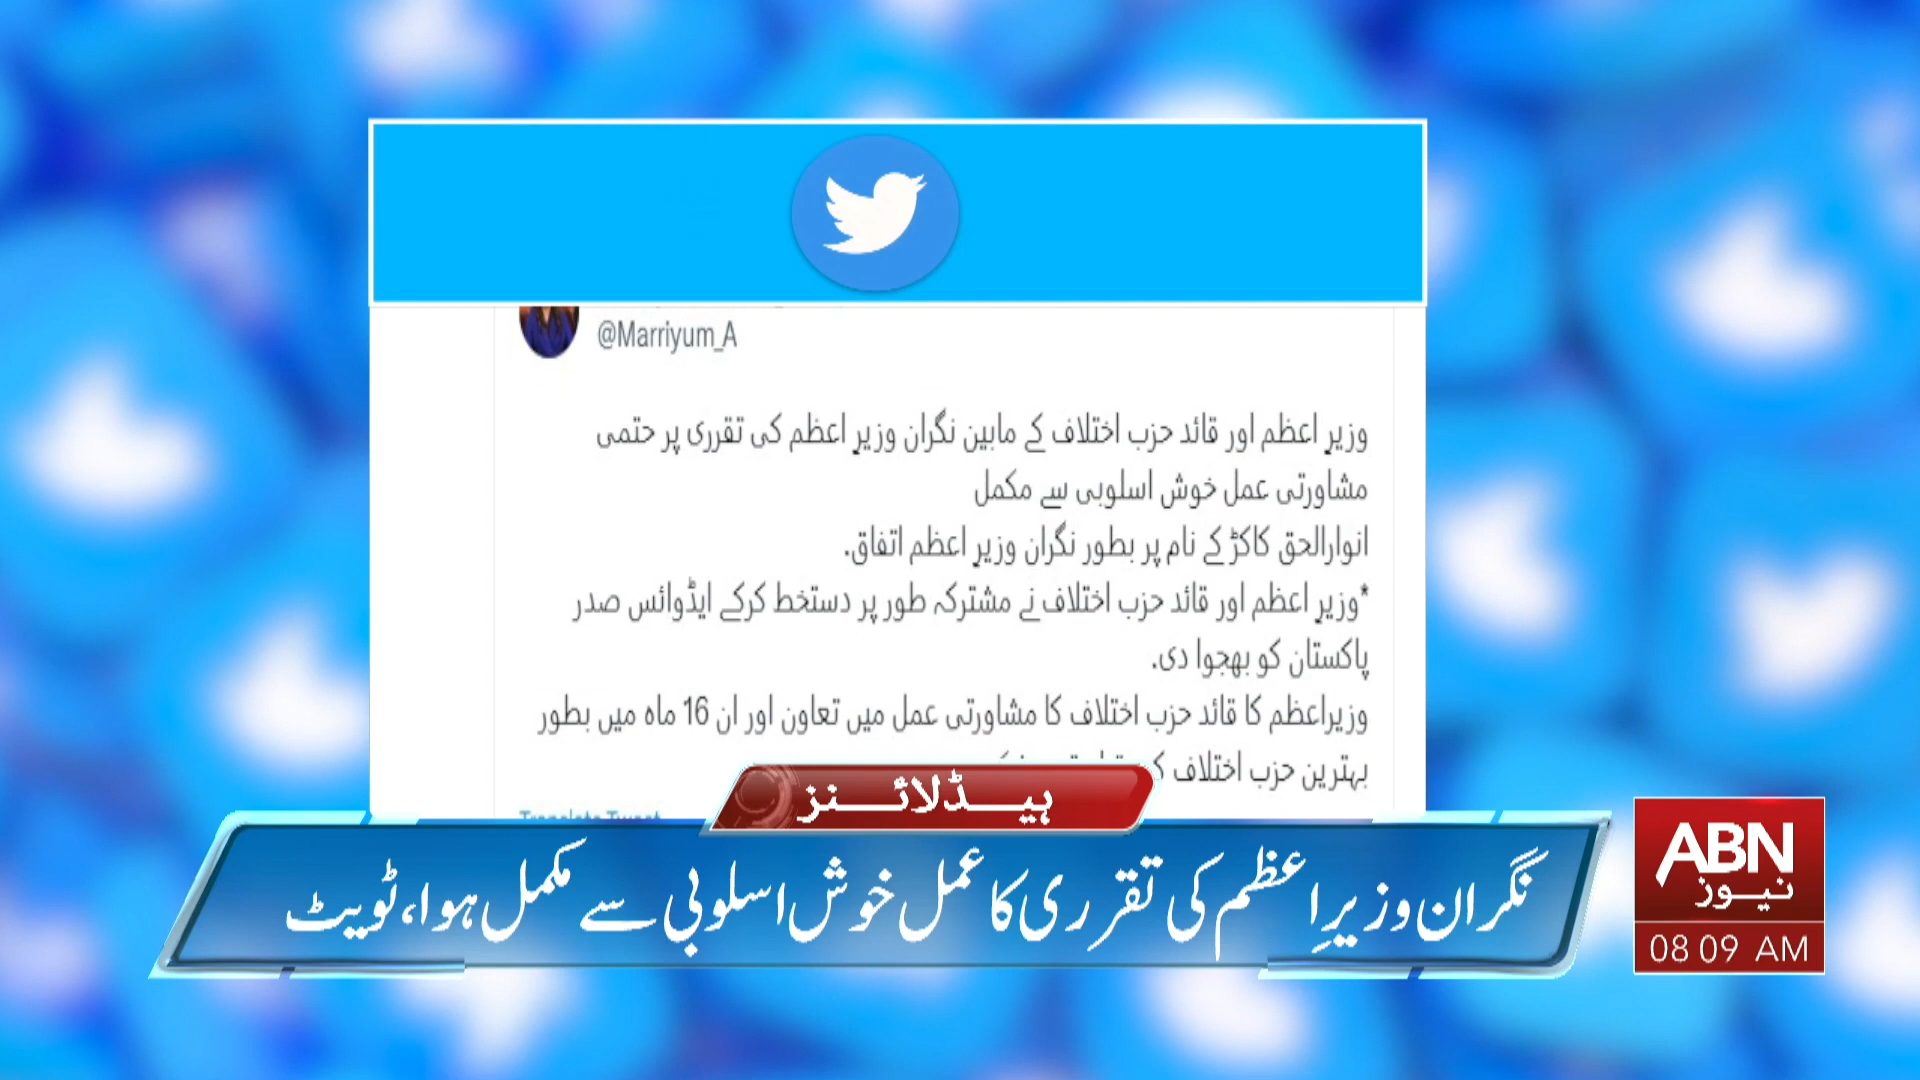 @Marriyum_A
وزیرِ اعظم اور قائد حزب اختلاف کے مابین نگران وزیرِ اعظم کی تقرری پر حتمی
مشاورتی عمل خوش اسلوبی سے مکمل
انوارالحق کاکڑ کے نام پر بطور نگران وزیرِ اعظم اتفاق.
*وزیرِ اعظم اور قائد حزب اختلاف نے مشترکہ طور پر دستخط کرکے ایڈوائس صدر
پاکستان کو بھجوا دی.
وزیراعظم کا قائد حزب اختلاف کا مشاورتی عمل میں تعاون اور ان 16 ماہ میں بطور
بہترین حزب اختلاف
Translate Tweet
ہیڈلائنز
نگران وزیرِاعظم کی تقرری کا عمل خوش اسلوبی سے مکمل ہوا، ٹویٹ
ABN
نیوز
08 09 AM